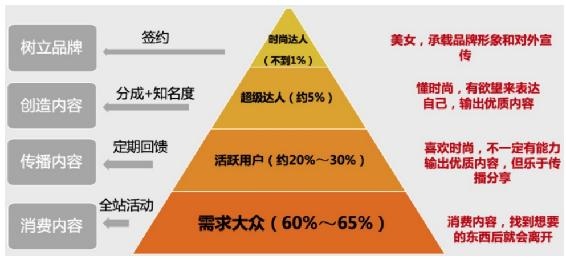 树立品牌
签约
时尚达人
（不到1%）
美女，承载品牌形象和对外宣
传
创造内容
分成+知名度
超级达人（约5%）
懂时尚，有欲望来表达
自己，输出优质内容
传播内容
定期回馈
活跃用户（约20%～30%）
喜欢时尚，不一定有能力
输出优质内容，但乐于传
播分享
消费内容
全站活动
需求大众（60%～65%）
消费内容，找到想要
的东西后就会离开